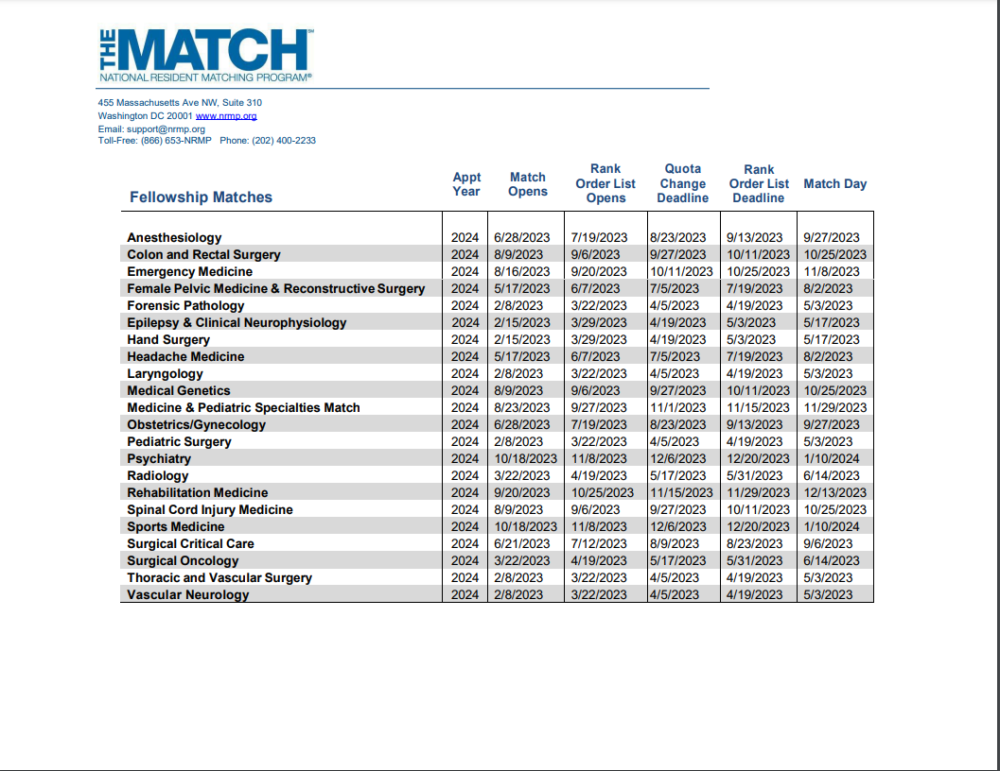 THE MATCH℠
NATIONAL RESIDENT MATCHING PROGRAM®
455 Massachusetts Ave NW, Suite 310
Washington DC 20001 www.nrmp.org
Email: support@nrmp.org
Toll-Free: (866) 653-NRMP Phone: (202) 400-2233
Fellowship Matches Appt Year Match Opens Rank Order List Opens Quota Change Deadline Rank Order List Deadline Match Day
Anesthesiology 2024 6/28/2023 7/19/2023 8/23/2023 9/13/2023 9/27/2023
Colon and Rectal Surgery 2024 8/9/2023 9/6/2023 9/27/2023 10/11/2023 10/25/2023
Emergency Medicine 2024 8/16/2023 9/20/2023 10/11/2023 10/25/2023 11/8/2023
Female Pelvic Medicine & Reconstructive Surgery 2024 5/17/2023 6/7/2023 7/5/2023 7/19/2023 8/2/2023
Forensic Pathology 2024 2/8/2023 3/22/2023 4/5/2023 4/19/2023 5/3/2023
Epilepsy & Clinical Neurophysiology 2024 2/15/2023 3/29/2023 4/19/2023 5/3/2023 5/17/2023
Hand Surgery 2024 2/15/2023 3/29/2023 4/19/2023 5/3/2023 5/17/2023
Headache Medicine 2024 5/17/2023 6/7/2023 7/5/2023 7/19/2023 8/2/2023
Laryngology 2024 2/8/2023 3/22/2023 4/5/2023 4/19/2023 5/3/2023
Medical Genetics 2024 8/9/2023 9/6/2023 9/27/2023 10/11/2023 10/25/2023
Medicine & Pediatric Specialties Match 2024 8/23/2023 9/27/2023 11/1/2023 11/15/2023 11/29/2023
Obstetrics/Gynecology 2024 6/28/2023 7/19/2023 8/23/2023 9/13/2023 9/27/2023
Pediatric Surgery 2024 2/8/2023 3/22/2023 4/5/2023 4/19/2023 5/3/2023
Psychiatry 2024 10/18/2023 11/8/2023 12/6/2023 12/20/2023 1/10/2024
Radiology 2024 3/22/2023 4/19/2023 5/17/2023 5/31/2023 6/14/2023
Rehabilitation Medicine 2024 9/20/2023 10/25/2023 11/15/2023 11/29/2023 12/13/2023
Spinal Cord Injury Medicine 2024 8/9/2023 9/6/2023 9/27/2023 10/11/2023 10/25/2023
Sports Medicine 2024 10/18/2023 11/8/2023 12/6/2023 12/20/2023 1/10/2024
Surgical Critical Care 2024 6/21/2023 7/12/2023 8/9/2023 8/23/2023 9/6/2023
Surgical Oncology 2024 3/22/2023 4/19/2023 5/17/2023 5/31/2023 6/14/2023
Thoracic and Vascular Surgery 2024 2/8/2023 3/22/2023 4/5/2023 4/19/2023 5/3/2023
Vascular Neurology 2024 2/8/2023 3/22/2023 4/5/2023 4/19/2023 5/3/2023